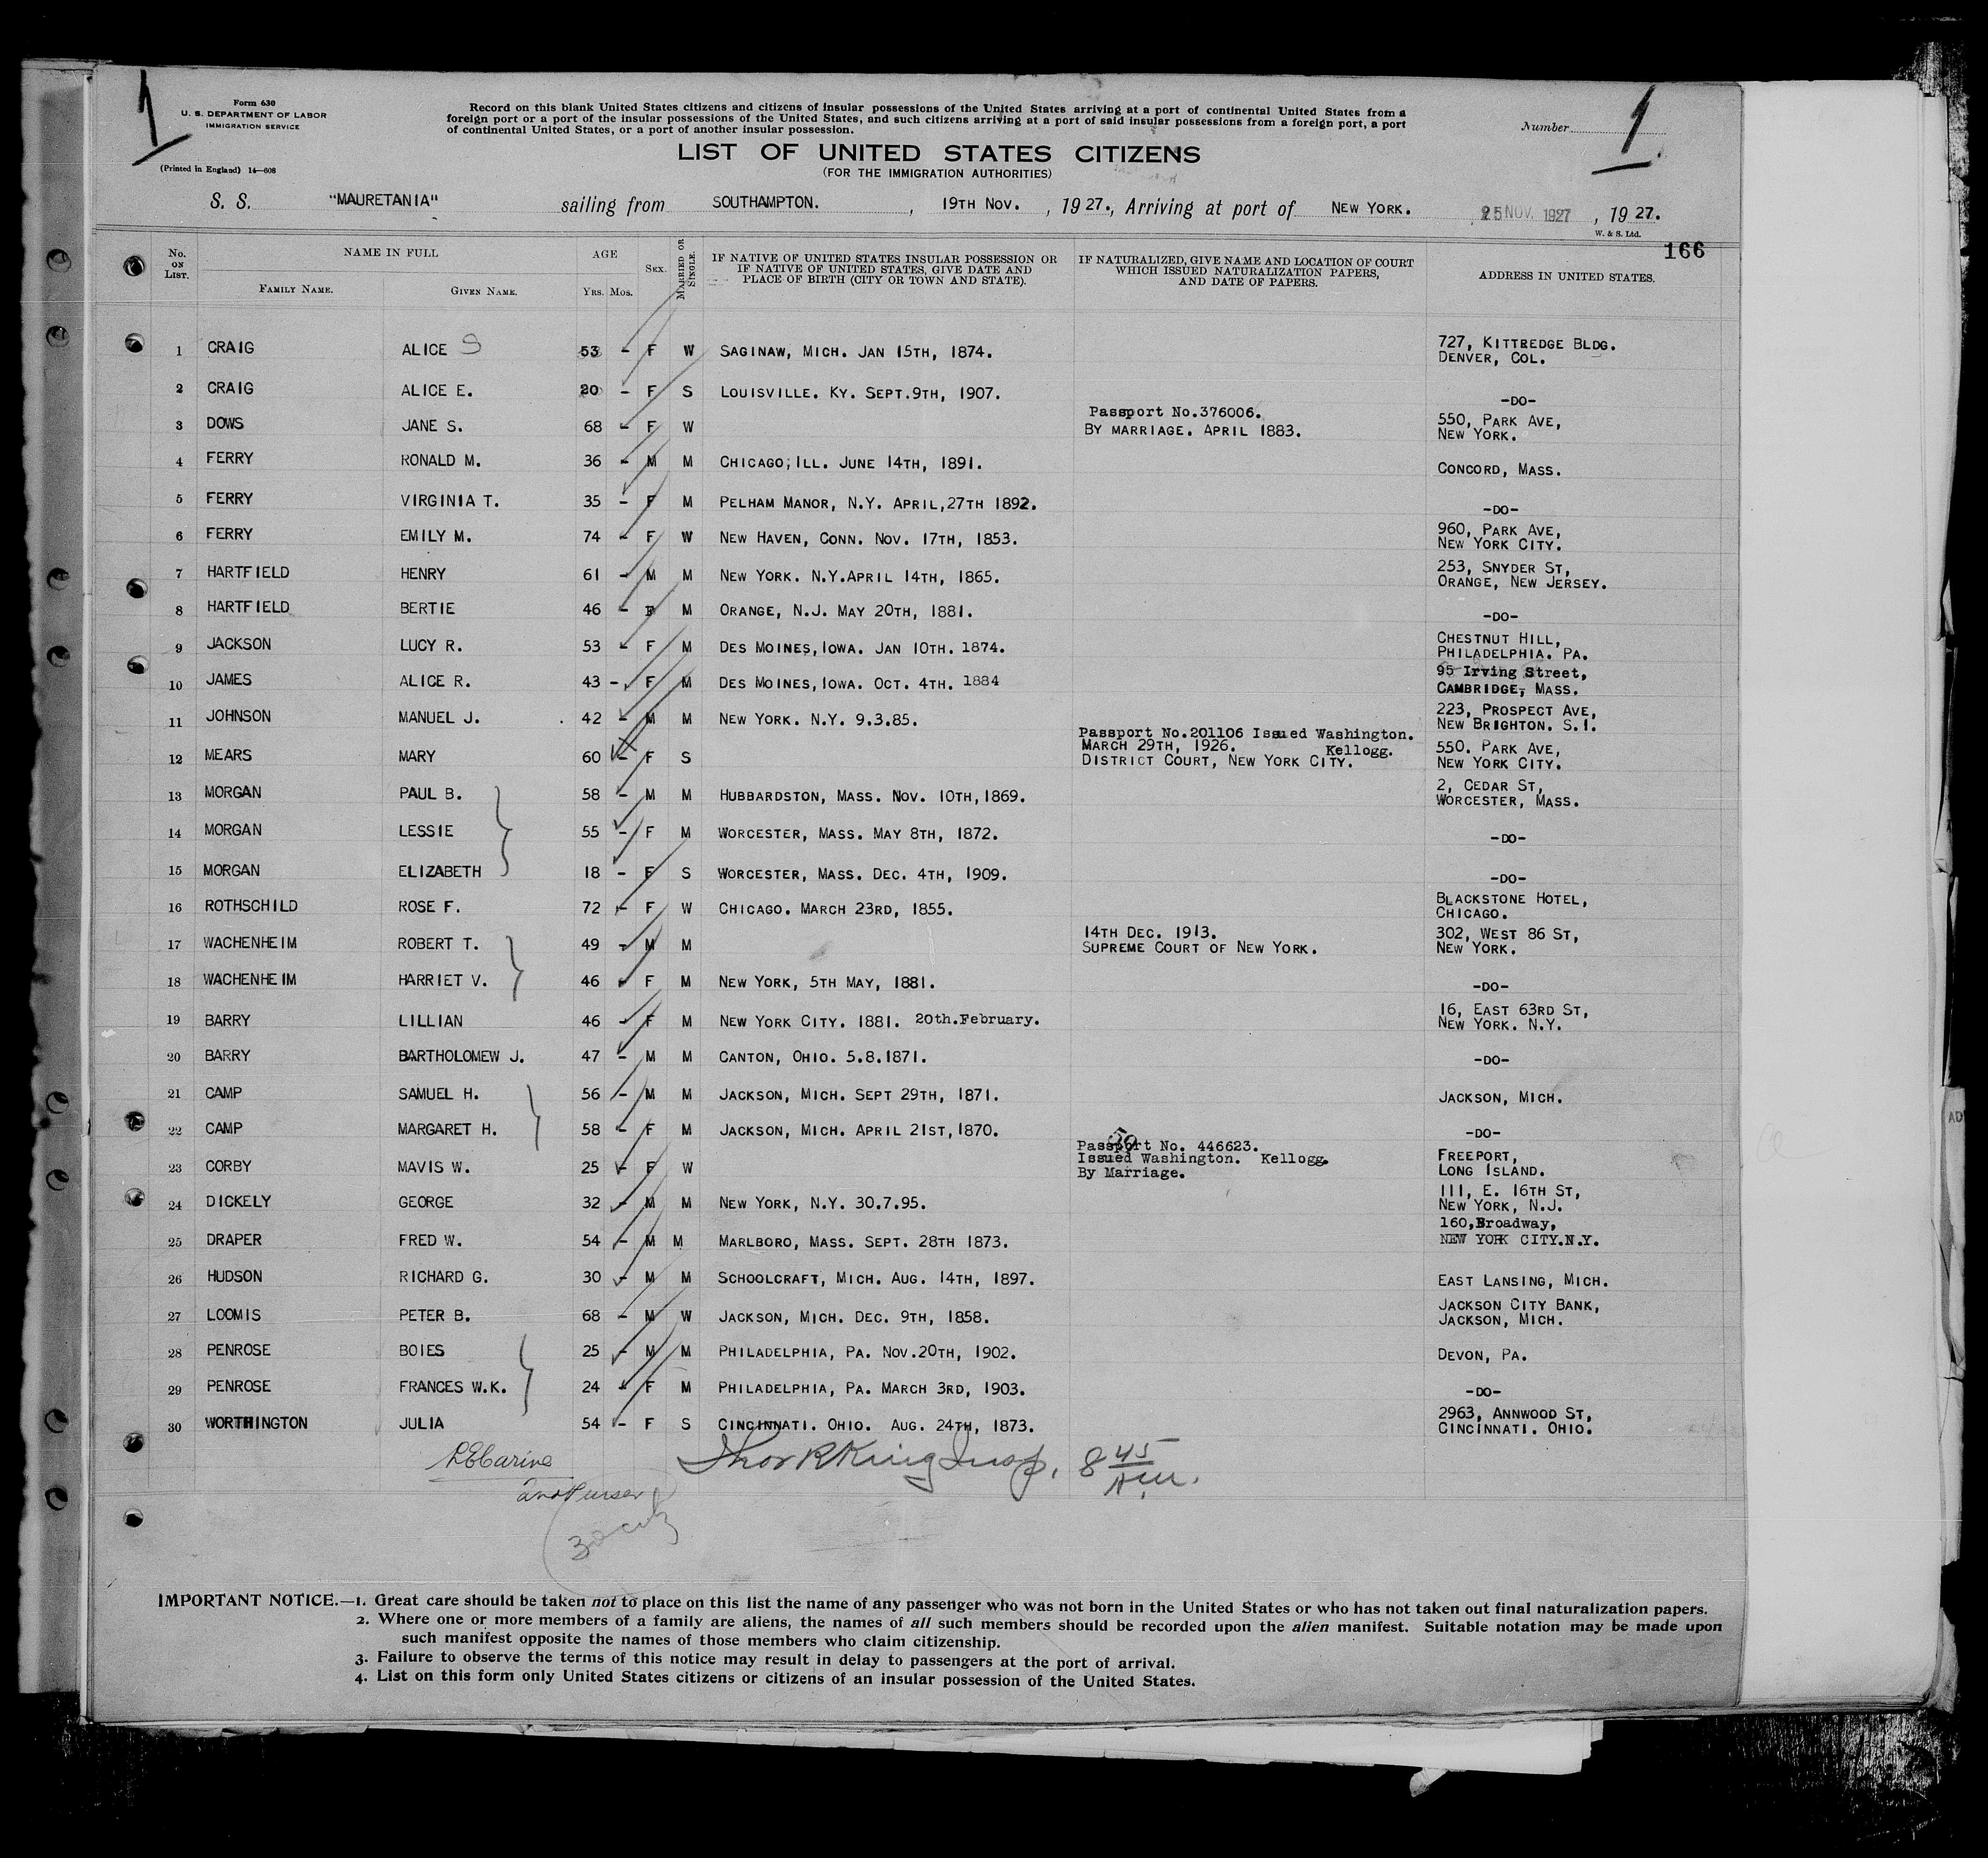 1
Form 630
U. S. DEPARTMENT OF LABOR
IMMIGRATION SERVICE
(Printed in England) 14—608
Record on this blank United States citizens and citizens of insular possessions of the United States arriving at a port of continental United States from a
foreign port or a port of the insular possessions of the United States, and such citizens arriving at a port of said insular possessions from a foreign port, a port
of continental United States, or a port of another insular possession.
Number 1
LIST OF UNITED STATES CITIZENS
(FOR THE IMMIGRATION AUTHORITIES)
S. S. "MAURETANIA" sailing from SOUTHAMPTON. , 19TH NOV. , 1927., Arriving at port of NEW YORK. 25 NOV. 1927 , 1927.
W. & S. Ltd.
166
No. ON LIST. NAME IN FULL FAMILY NAME. GIVEN NAME. AGE YRS. MOS. SEX. MARRIED OR SINGLE. IF NATIVE OF UNITED STATES INSULAR POSSESSION OR IF NATIVE OF UNITED STATES, GIVE DATE AND PLACE OF BIRTH (CITY OR TOWN AND STATE). IF NATURALIZED, GIVE NAME AND LOCATION OF COURT WHICH ISSUED NATURALIZATION PAPERS, AND DATE OF PAPERS. ADDRESS IN UNITED STATES.
1 CRAIG ALICE S 53 - F W SAGINAW, MICH. JAN 15TH, 1874. 727, KITTREDGE BLDG. DENVER, COL.
2 CRAIG ALICE E. 20 - F S LOUISVILLE. KY. SEPT.9TH, 1907. -DO-
3 DOWS JANE S. 68 - F W Passport No.376006. BY MARRIAGE. APRIL 1883. 550, PARK AVE, NEW YORK.
4 FERRY RONALD M. 36 - M M CHICAGO, ILL. JUNE 14TH, 1891. CONCORD, MASS.
5 FERRY VIRGINIA T. 35 - F M PELHAM MANOR, N.Y. APRIL,27TH 1892. -DO-
6 FERRY EMILY M. 74 - F W NEW HAVEN, CONN. NOV. 17TH, 1853. 960, PARK AVE, NEW YORK CITY.
7 HARTFIELD HENRY 61 - M M NEW YORK. N.Y.APRIL 14TH, 1865. 253, SNYDER ST, ORANGE, NEW JERSEY.
8 HARTFIELD BERTIE 46 - F M ORANGE, N.J. MAY 20TH, 1881. -DO-
9 JACKSON LUCY R. 53 - F M DES MOINES, IOWA. JAN 10TH. 1874. CHESTNUT HILL, PHILADELPHIA. PA.
10 JAMES ALICE R. 43 - F M DES MOINES, IOWA. OCT. 4TH. 1884 95 Irving Street, CAMBRIDGE, MASS.
11 JOHNSON MANUEL J. 42 - M M NEW YORK. N.Y. 9.3.85. 223, PROSPECT AVE, NEW BRIGHTON. S.I.
12 MEARS MARY 60 - F S Passport No.201106 Issued Washington. MARCH 29TH, 1926. Kellogg. DISTRICT COURT, NEW YORK CITY. 550. PARK AVE, NEW YORK CITY.
13 MORGAN PAUL B. 58 - M M HUBBARDSTON, MASS. NOV. 10TH,1869. 2, CEDAR ST, WORCESTER, MASS.
14 MORGAN LESSIE 55 - F M WORCESTER, MASS. MAY 8TH, 1872. -DO-
15 MORGAN ELIZABETH 18 - F S WORCESTER, MASS. DEC. 4TH, 1909. -DO-
16 ROTHSCHILD ROSE F. 72 - F W CHICAGO. MARCH 23RD, 1855. BLACKSTONE HOTEL, CHICAGO.
17 WACHENHEIM ROBERT T. 49 - M M 14TH DEC. 1913. SUPREME COURT OF NEW YORK. 302, WEST 86 ST, NEW YORK.
18 WACHENHEIM HARRIET V. 46 - F M NEW YORK, 5TH MAY, 1881. -DO-
19 BARRY LILLIAN 46 - F M NEW YORK CITY. 1881. 20th.February. 16, EAST 63RD ST, NEW YORK. N.Y.
20 BARRY BARTHOLOMEW J. 47 - M M CANTON, OHIO. 5.8.1871. -DO-
21 CAMP SAMUEL H. 56 - M M JACKSON, MICH. SEPT 29TH, 1871. JACKSON, MICH.
22 CAMP MARGARET H. 58 - F M JACKSON, MICH. APRIL 21ST,1870. -DO-
23 CORBY MAVIS W. 25 - F W Passport No. 446623. Issued Washington. Kellogg. By Marriage. FREEPORT, LONG ISLAND.
24 DICKELY GEORGE 32 - M M NEW YORK, N.Y. 30.7.95. 111, E. 16TH ST, NEW YORK, N.J.
25 DRAPER FRED W. 54 - M M MARLBORO, MASS. SEPT. 28TH 1873. 160,Broadway, NEW YORK CITY.N.Y.
26 HUDSON RICHARD G. 30 - M M SCHOOLCRAFT, MICH. AUG. 14TH, 1897. EAST LANSING, MICH.
27 LOOMIS PETER B. 68 - M W JACKSON, MICH. DEC. 9TH, 1858. JACKSON CITY BANK, JACKSON, MICH.
28 PENROSE BOIES 25 - M M PHILADELPHIA, PA. NOV.20TH, 1902. DEVON, PA.
29 PENROSE FRANCES W.K. 24 - F M PHILADELPHIA, PA. MARCH 3RD, 1903. -DO-
30 WORTHINGTON JULIA 54 - F S CINCINNATI. OHIO. AUG. 24TH, 1873. 2963, ANNWOOD ST, CINCINNATI. OHIO.
Thos R King Insp. 8 45 AM.
2nd Purser
IMPORTANT NOTICE.—1. Great care should be taken not to place on this list the name of any passenger who was not born in the United States or who has not taken out final naturalization papers.
2. Where one or more members of a family are aliens, the names of all such members should be recorded upon the alien manifest. Suitable notation may be made upon
such manifest opposite the names of those members who claim citizenship.
3. Failure to observe the terms of this notice may result in delay to passengers at the port of arrival.
4. List on this form only United States citizens or citizens of an insular possession of the United States.